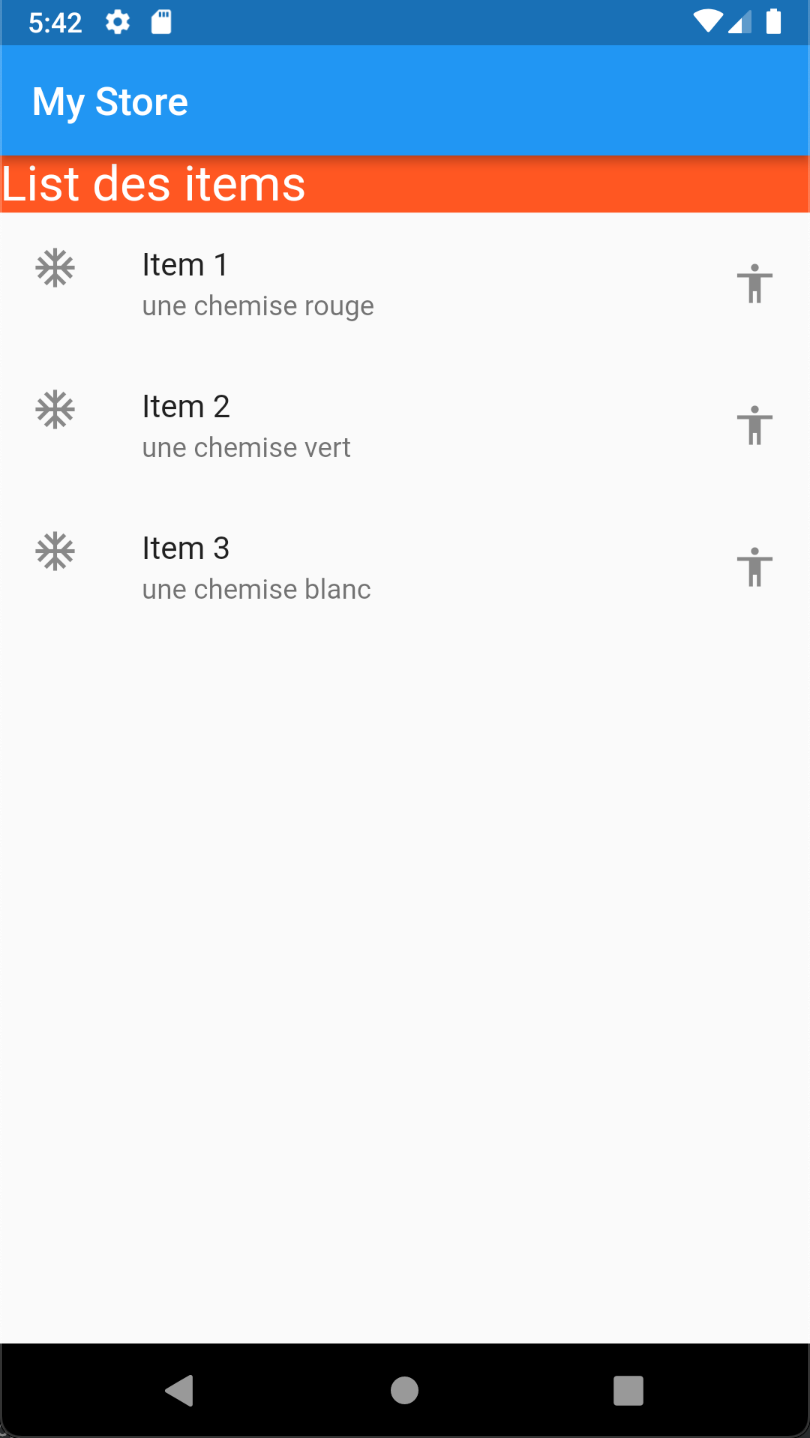 5:42
My Store
List des items
Item 1
une chemise rouge
Item 2
une chemise vert
Item 3
une chemise blanc